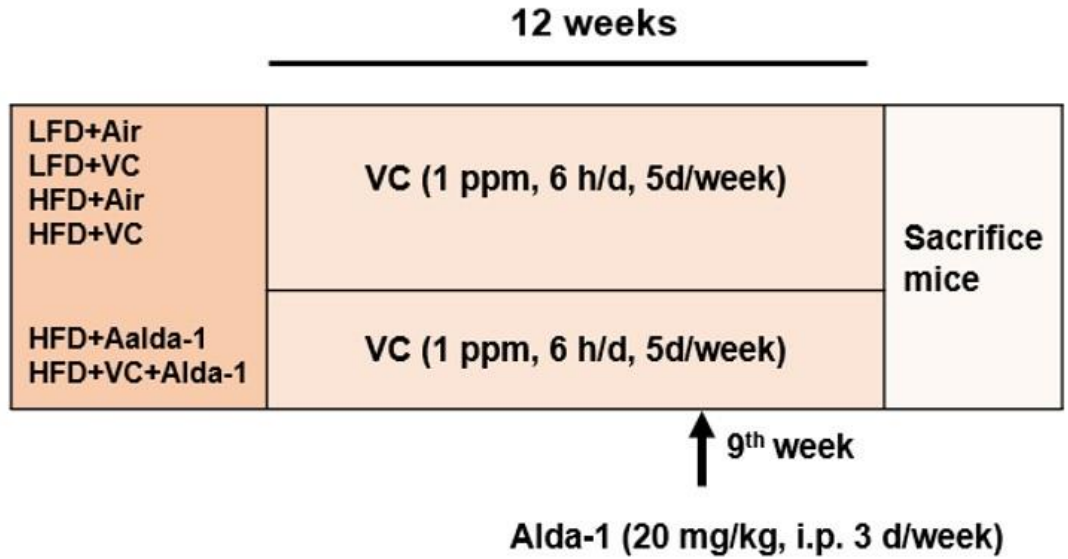 12 weeks
LFD+Air
LFD+VC
HFD+Air
HFD+VC
VC (1 ppm, 6 h/d, 5d/week)
Sacrifice
mice
HFD+Aalda-1
HFD+VC+Alda-1
VC (1 ppm, 6 h/d, 5d/week)
9th week
Alda-1 (20 mg/kg, i.p. 3 d/week)